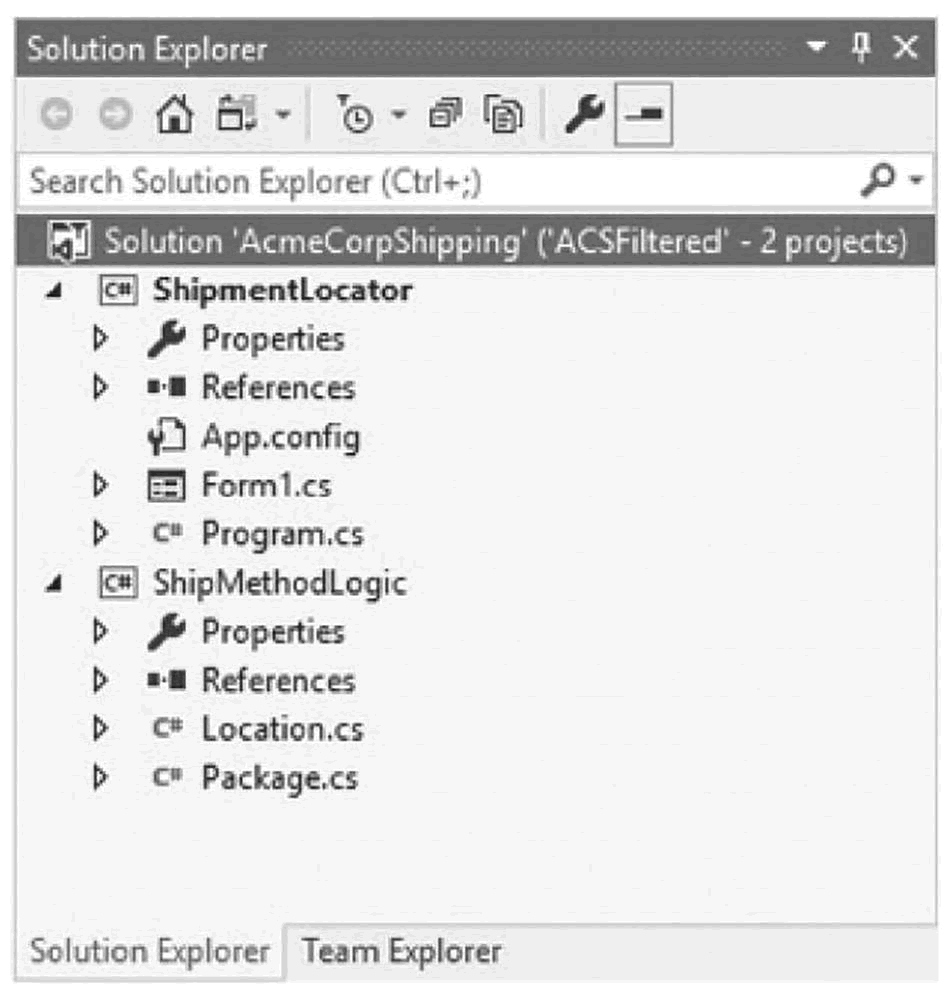 Solution Explorer
Search Solution Explorer (Ctrl+;)
Solution 'AcmeCorpShipping' ('ACSFiltered' - 2 projects)
C# ShipmentLocator
Properties
References
App.config
Form1.cs
C# Program.cs
C# ShipMethodLogic
Properties
References
C# Location.cs
C# Package.cs
Solution Explorer Team Explorer